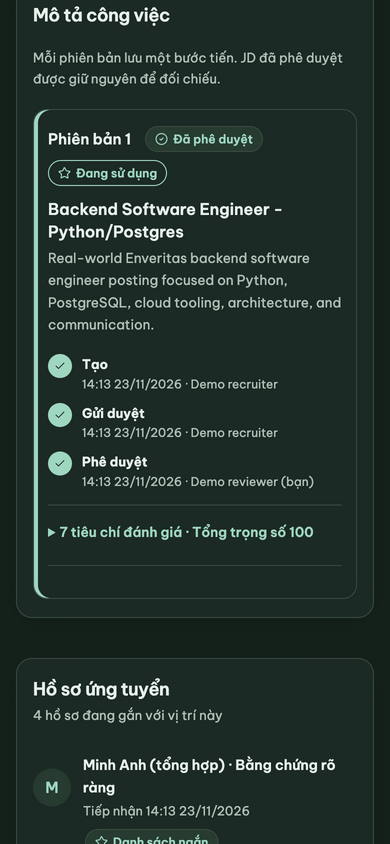 Mô tả công việc
Mỗi phiên bản lưu một bước tiến. JD đã phê duyệt
được giữ nguyên để đối chiếu.
Phiên bản 1 Đã phê duyệt
Đang sử dụng
Backend Software Engineer -
Python/Postgres
Real-world Enveritas backend software
engineer posting focused on Python,
PostgreSQL, cloud tooling, architecture, and
communication.
Tạo
14:13 23/11/2026 · Demo recruiter
Gửi duyệt
14:13 23/11/2026 · Demo recruiter
Phê duyệt
14:13 23/11/2026 · Demo reviewer (bạn)
7 tiêu chí đánh giá · Tổng trọng số 100
Hồ sơ ứng tuyển
4 hồ sơ đang gắn với vị trí này
M
Minh Anh (tổng hợp) · Bằng chứng rõ
ràng
Tiếp nhận 14:13 23/11/2026
Danh sách ngắn